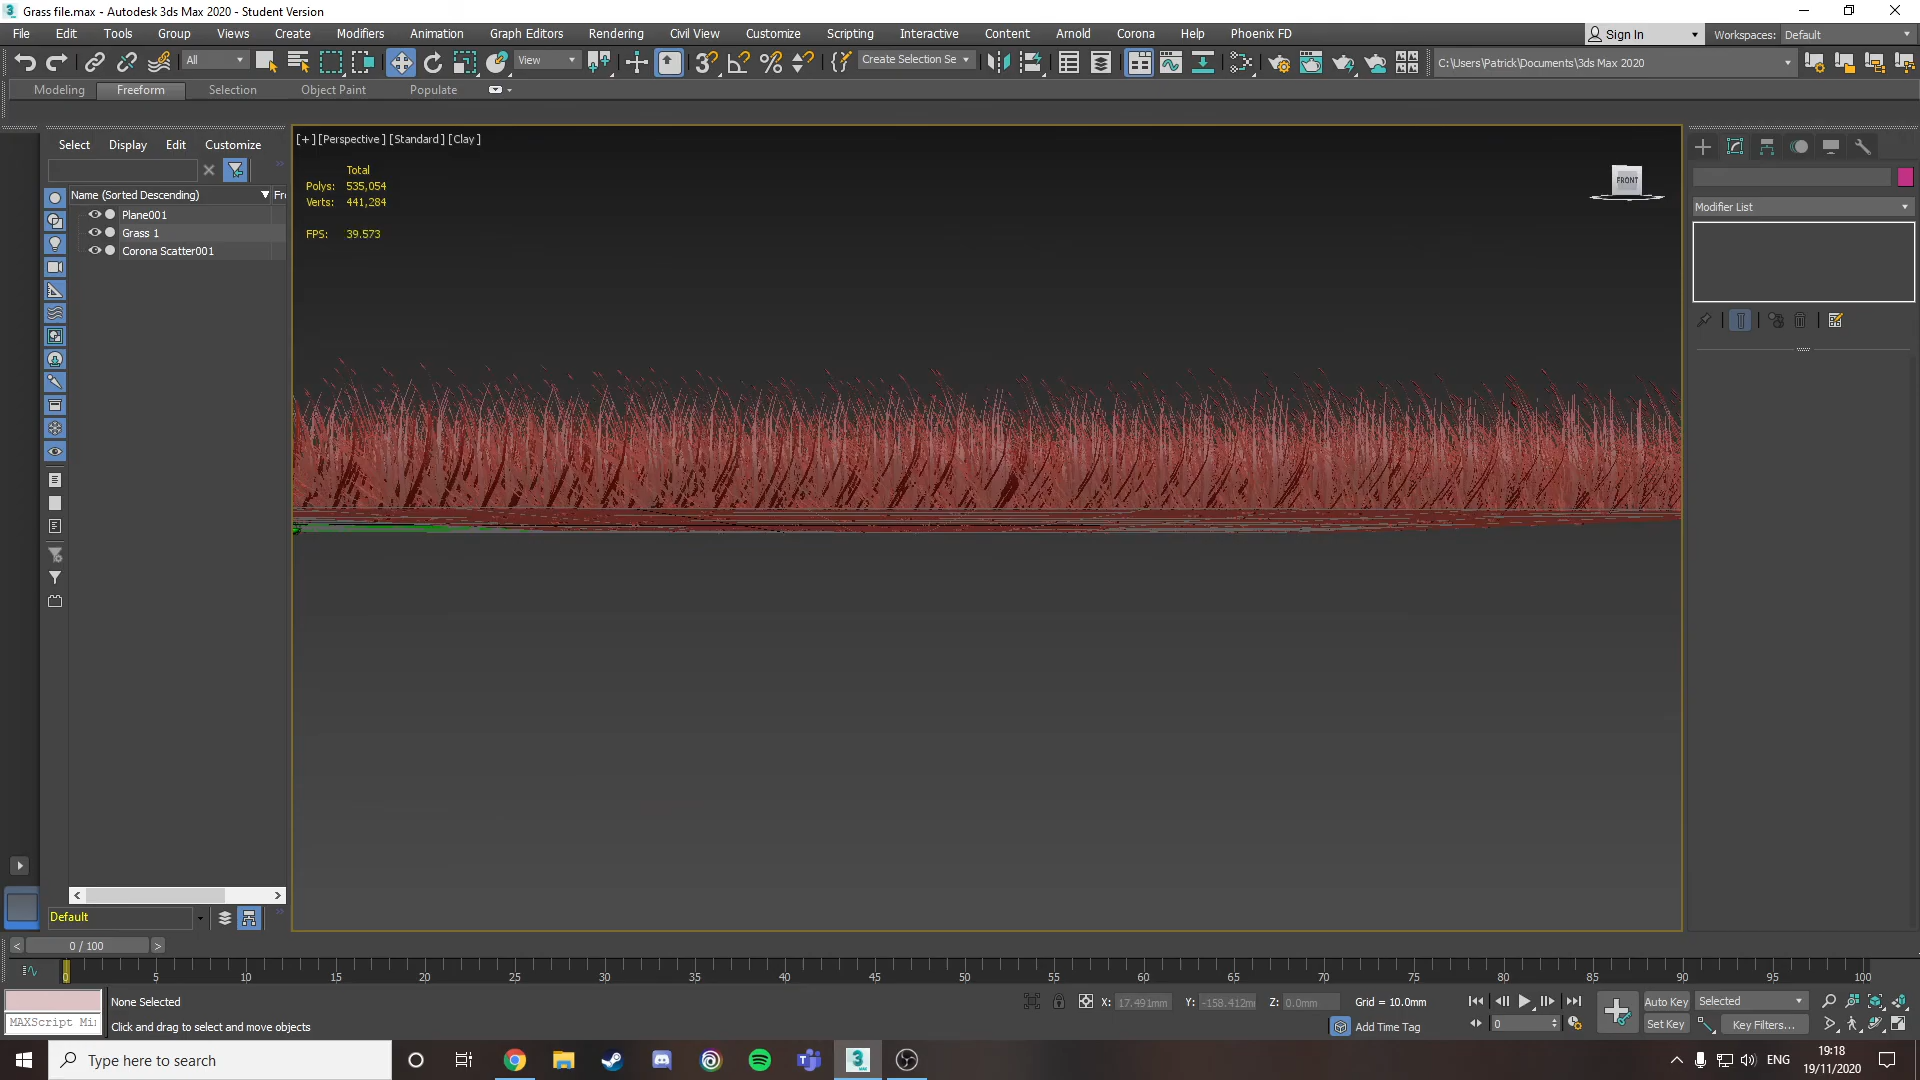 Grass file.max - Autodesk 3ds Max 2020 - Student Version
File Edit Tools Group Views Create Modifiers Animation Graph Editors Rendering Civil View Customize Scripting Interactive Content Arnold Corona Help Phoenix FD Sign In Workspaces: Default
All View Create Selection Se C:\Users\Patrick\Documents\3ds Max 2020
Modeling Freeform Selection Object Paint Populate
Select Display Edit Customize
[+] [Perspective ] [Standard ] [Clay ]
Name (Sorted Descending) Fr
Plane001
Grass 1
Corona Scatter001
Total
Polys: 535,054
Verts: 441,284
FPS: 39.573
FRONT
Modifier List
Default
0 / 100
0 5 10 15 20 25 30 35 40 45 50 55 60 65 70 75 80 85 90 95 100
None Selected X: 17.491mm Y: -158.412m Z: 0.0mm Grid = 10.0mm Auto Key Selected
MAXScript Mi Click and drag to select and move objects Add Time Tag 0 Set Key Key Filters...
Type here to search ENG 19:18
19/11/2020